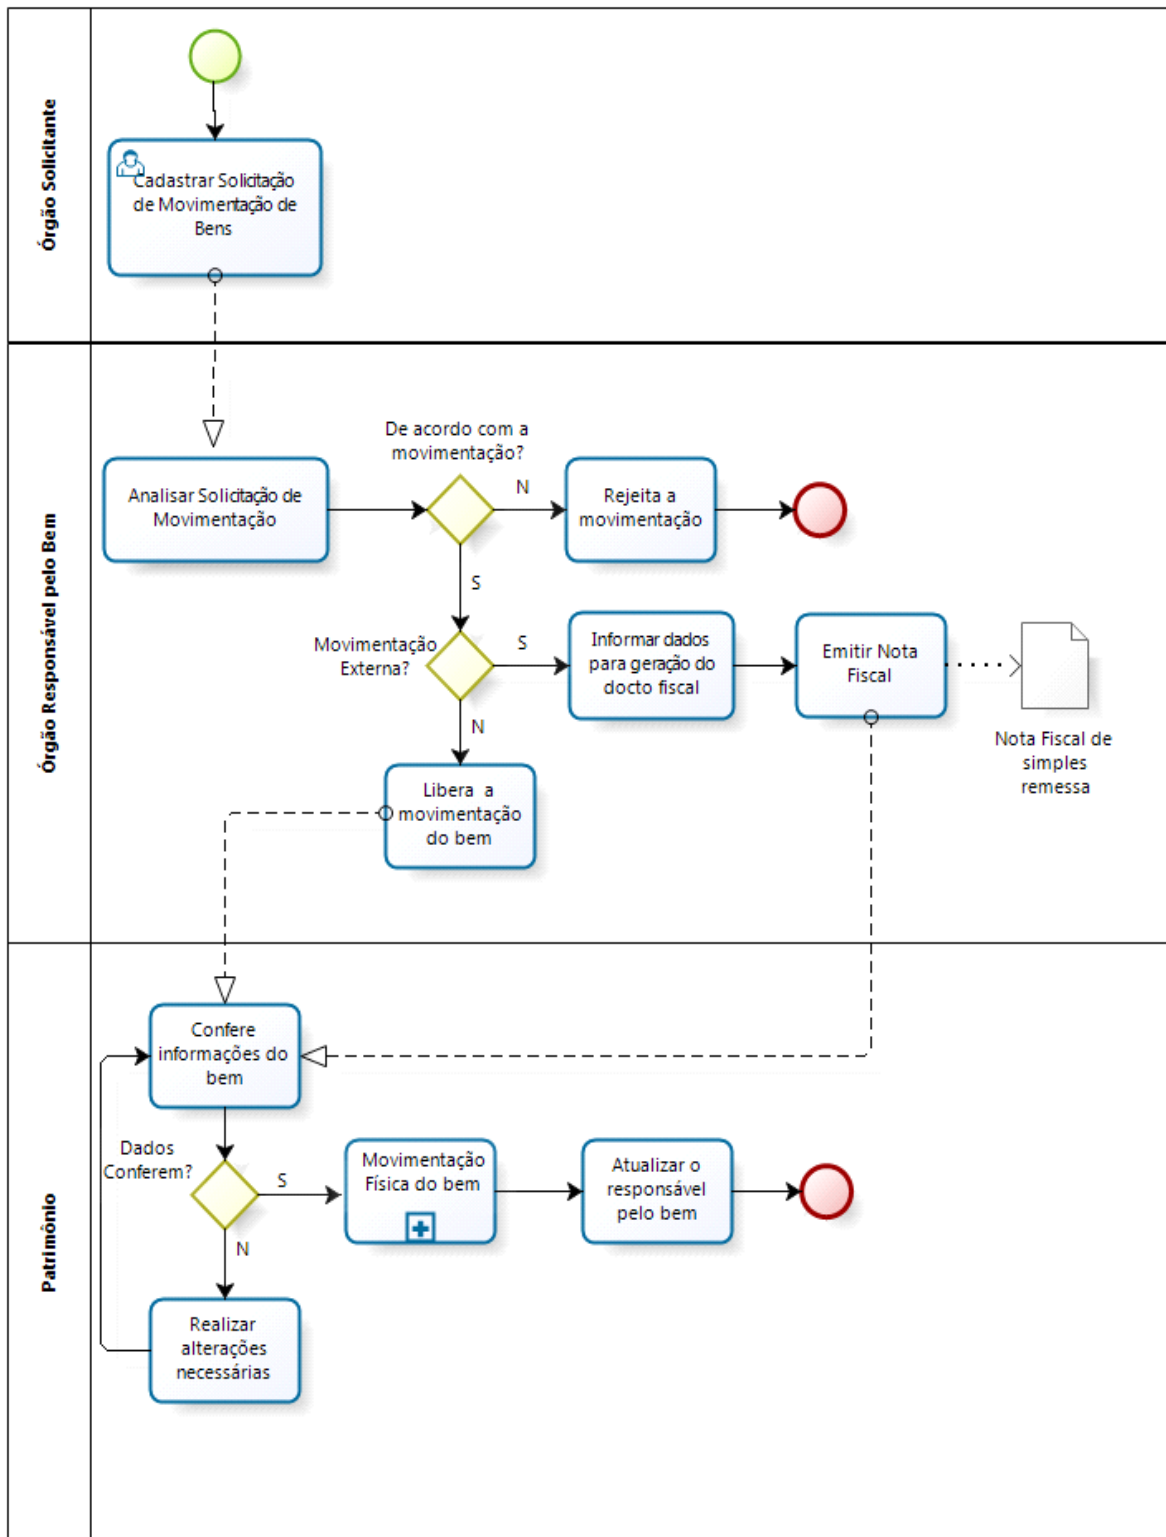 Órgão Solicitante
Cadastrar Solicitação
de Movimentação de
Bens
Órgão Responsável pelo Bem
De acordo com a
movimentação?
Analisar Solicitação de
Movimentação
N
Rejeita a
movimentação
S
Movimentação
Externa?
S
Informar dados
para geração do
docto fiscal
Emitir Nota
Fiscal
Nota Fiscal de
simples
remessa
N
Libera a
movimentação
do bem
Patrimônio
Confere
informações do
bem
Dados
Conferem?
S
Movimentação
Física do bem
Atualizar o
responsável
pelo bem
N
Realizar
alterações
necessárias